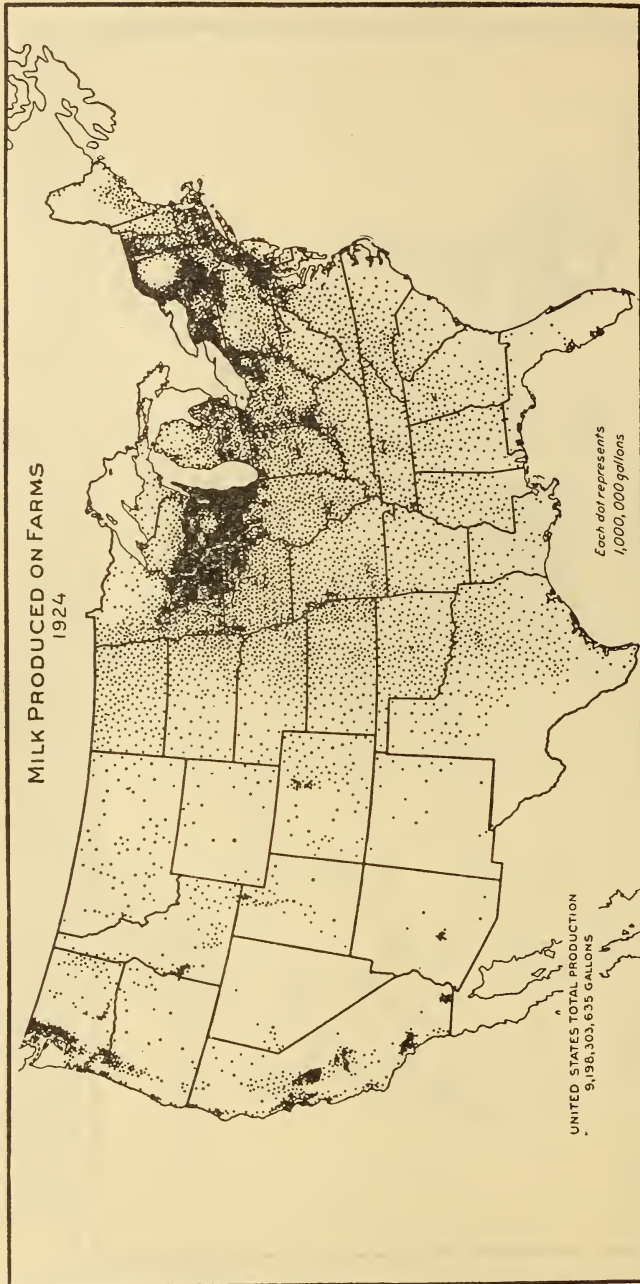 MILK PRODUCED ON FARMS
1924
Each dot represents
1,000,000 gallons
UNITED STATES TOTAL PRODUCTION
9,198,303,635 GALLONS